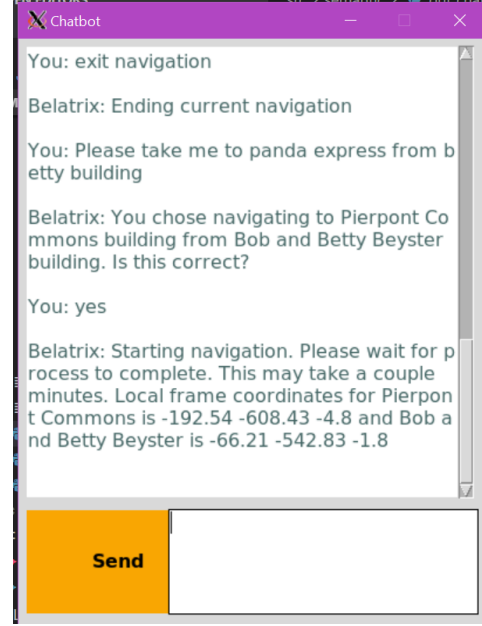 Chatbot
You: exit navigation
Belatrix: Ending current navigation
You: Please take me to panda express from b
etty building
Belatrix: You chose navigating to Pierpont Co
mmons building from Bob and Betty Beyster
building. Is this correct?
You: yes
Belatrix: Starting navigation. Please wait for p
rocess to complete. This may take a couple
minutes. Local frame coordinates for Pierpon
t Commons is -192.54 -608.43 -4.8 and Bob a
nd Betty Beyster is -66.21 -542.83 -1.8
Send